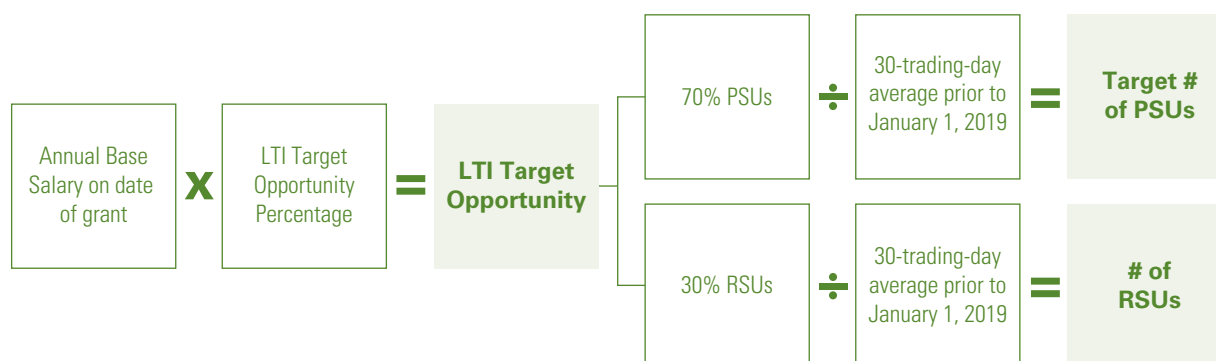 Annual Base
Salary on date
of grant
X
LTI Target
Opportunity
Percentage
=
LTI Target
Opportunity
70% PSUs
÷
30-trading-day
average prior to
January 1, 2019
=
Target #
of PSUs
30% RSUs
÷
30-trading-day
average prior to
January 1, 2019
=
# of
RSUs